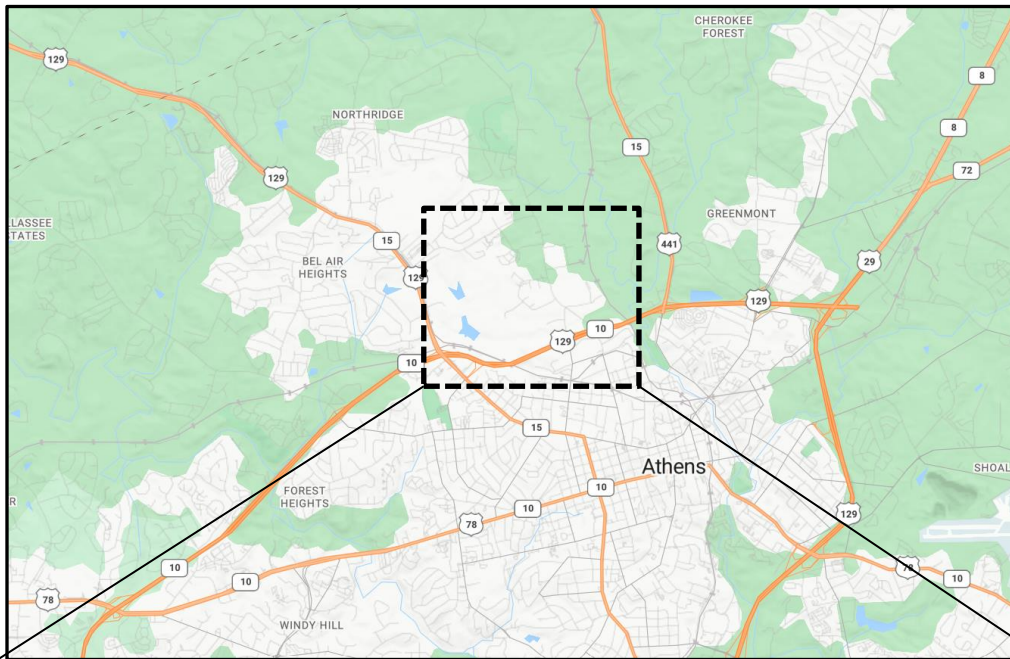 CHEROKEE
FOREST
129
8
NORTHRIDGE
8
15
72
129
GREENMONT
LLASSEE
TATES
15
441
BEL AIR
HEIGHTS
29
129
129
10
129
10
15
Athens
SHOAL
10
R
FOREST
HEIGHTS
10
78
129
10
78
10
10
78
WINDY HILL